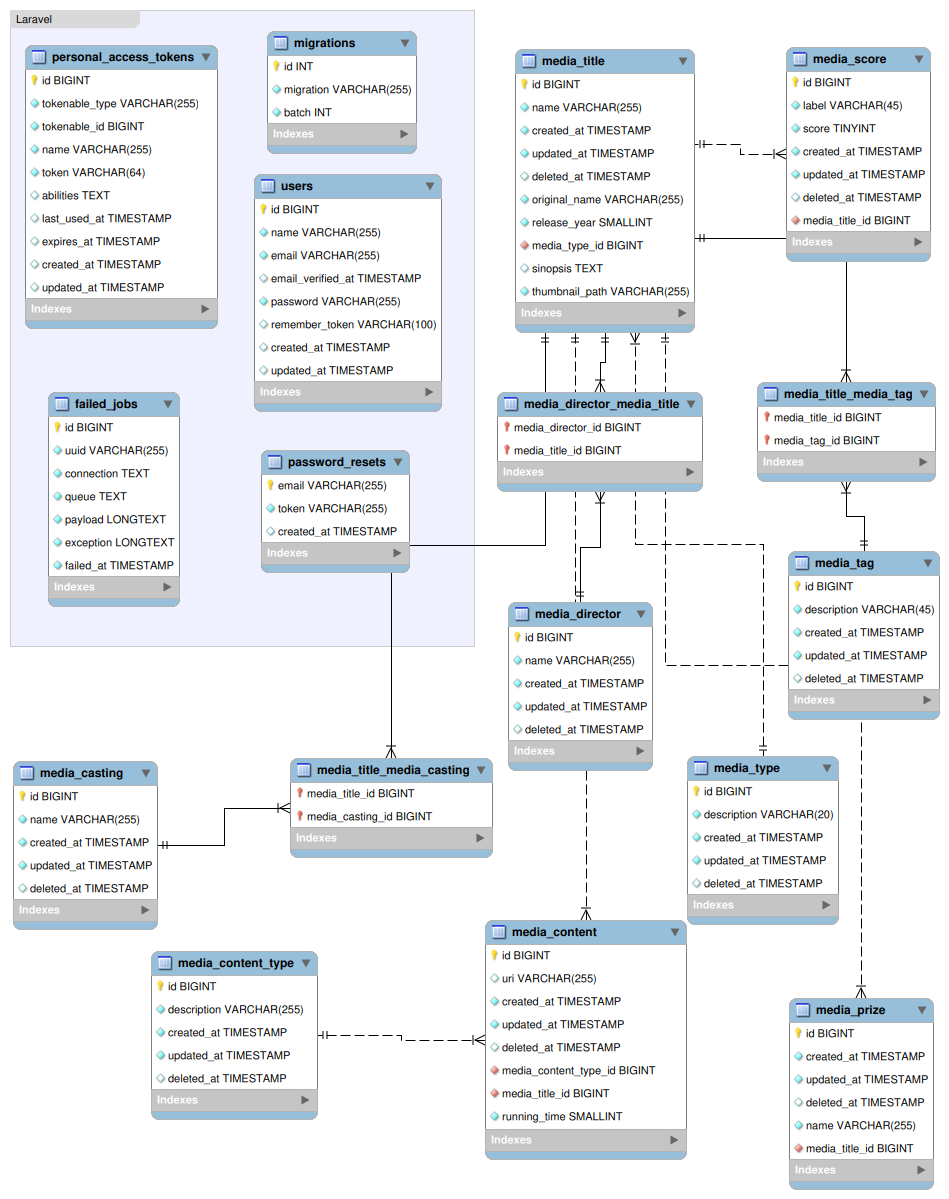 Laravel
personal_access_tokens
id BIGINT
tokenable_type VARCHAR(255)
tokenable_id BIGINT
name VARCHAR(255)
token VARCHAR(64)
abilities TEXT
last_used_at TIMESTAMP
expires_at TIMESTAMP
created_at TIMESTAMP
updated_at TIMESTAMP
Indexes
migrations
id INT
migration VARCHAR(255)
batch INT
Indexes
users
id BIGINT
name VARCHAR(255)
email VARCHAR(255)
email_verified_at TIMESTAMP
password VARCHAR(255)
remember_token VARCHAR(100)
created_at TIMESTAMP
updated_at TIMESTAMP
Indexes
failed_jobs
id BIGINT
uuid VARCHAR(255)
connection TEXT
queue TEXT
payload LONGTEXT
exception LONGTEXT
failed_at TIMESTAMP
Indexes
password_resets
email VARCHAR(255)
token VARCHAR(255)
created_at TIMESTAMP
Indexes
media_title
id BIGINT
name VARCHAR(255)
created_at TIMESTAMP
updated_at TIMESTAMP
deleted_at TIMESTAMP
original_name VARCHAR(255)
release_year SMALLINT
media_type_id BIGINT
sinopsis TEXT
thumbnail_path VARCHAR(255)
Indexes
media_score
id BIGINT
label VARCHAR(45)
score TINYINT
created_at TIMESTAMP
updated_at TIMESTAMP
deleted_at TIMESTAMP
media_title_id BIGINT
Indexes
media_director_media_title
media_director_id BIGINT
media_title_id BIGINT
Indexes
media_title_media_tag
media_title_id BIGINT
media_tag_id BIGINT
Indexes
media_tag
id BIGINT
description VARCHAR(45)
created_at TIMESTAMP
updated_at TIMESTAMP
deleted_at TIMESTAMP
Indexes
media_director
id BIGINT
name VARCHAR(255)
created_at TIMESTAMP
updated_at TIMESTAMP
deleted_at TIMESTAMP
Indexes
media_casting
id BIGINT
name VARCHAR(255)
created_at TIMESTAMP
updated_at TIMESTAMP
deleted_at TIMESTAMP
Indexes
media_title_media_casting
media_title_id BIGINT
media_casting_id BIGINT
Indexes
media_type
id BIGINT
description VARCHAR(20)
created_at TIMESTAMP
updated_at TIMESTAMP
deleted_at TIMESTAMP
Indexes
media_content_type
id BIGINT
description VARCHAR(255)
created_at TIMESTAMP
updated_at TIMESTAMP
deleted_at TIMESTAMP
Indexes
media_content
id BIGINT
uri VARCHAR(255)
created_at TIMESTAMP
updated_at TIMESTAMP
deleted_at TIMESTAMP
media_content_type_id BIGINT
media_title_id BIGINT
running_time SMALLINT
Indexes
media_prize
id BIGINT
created_at TIMESTAMP
updated_at TIMESTAMP
deleted_at TIMESTAMP
name VARCHAR(255)
media_title_id BIGINT
Indexes